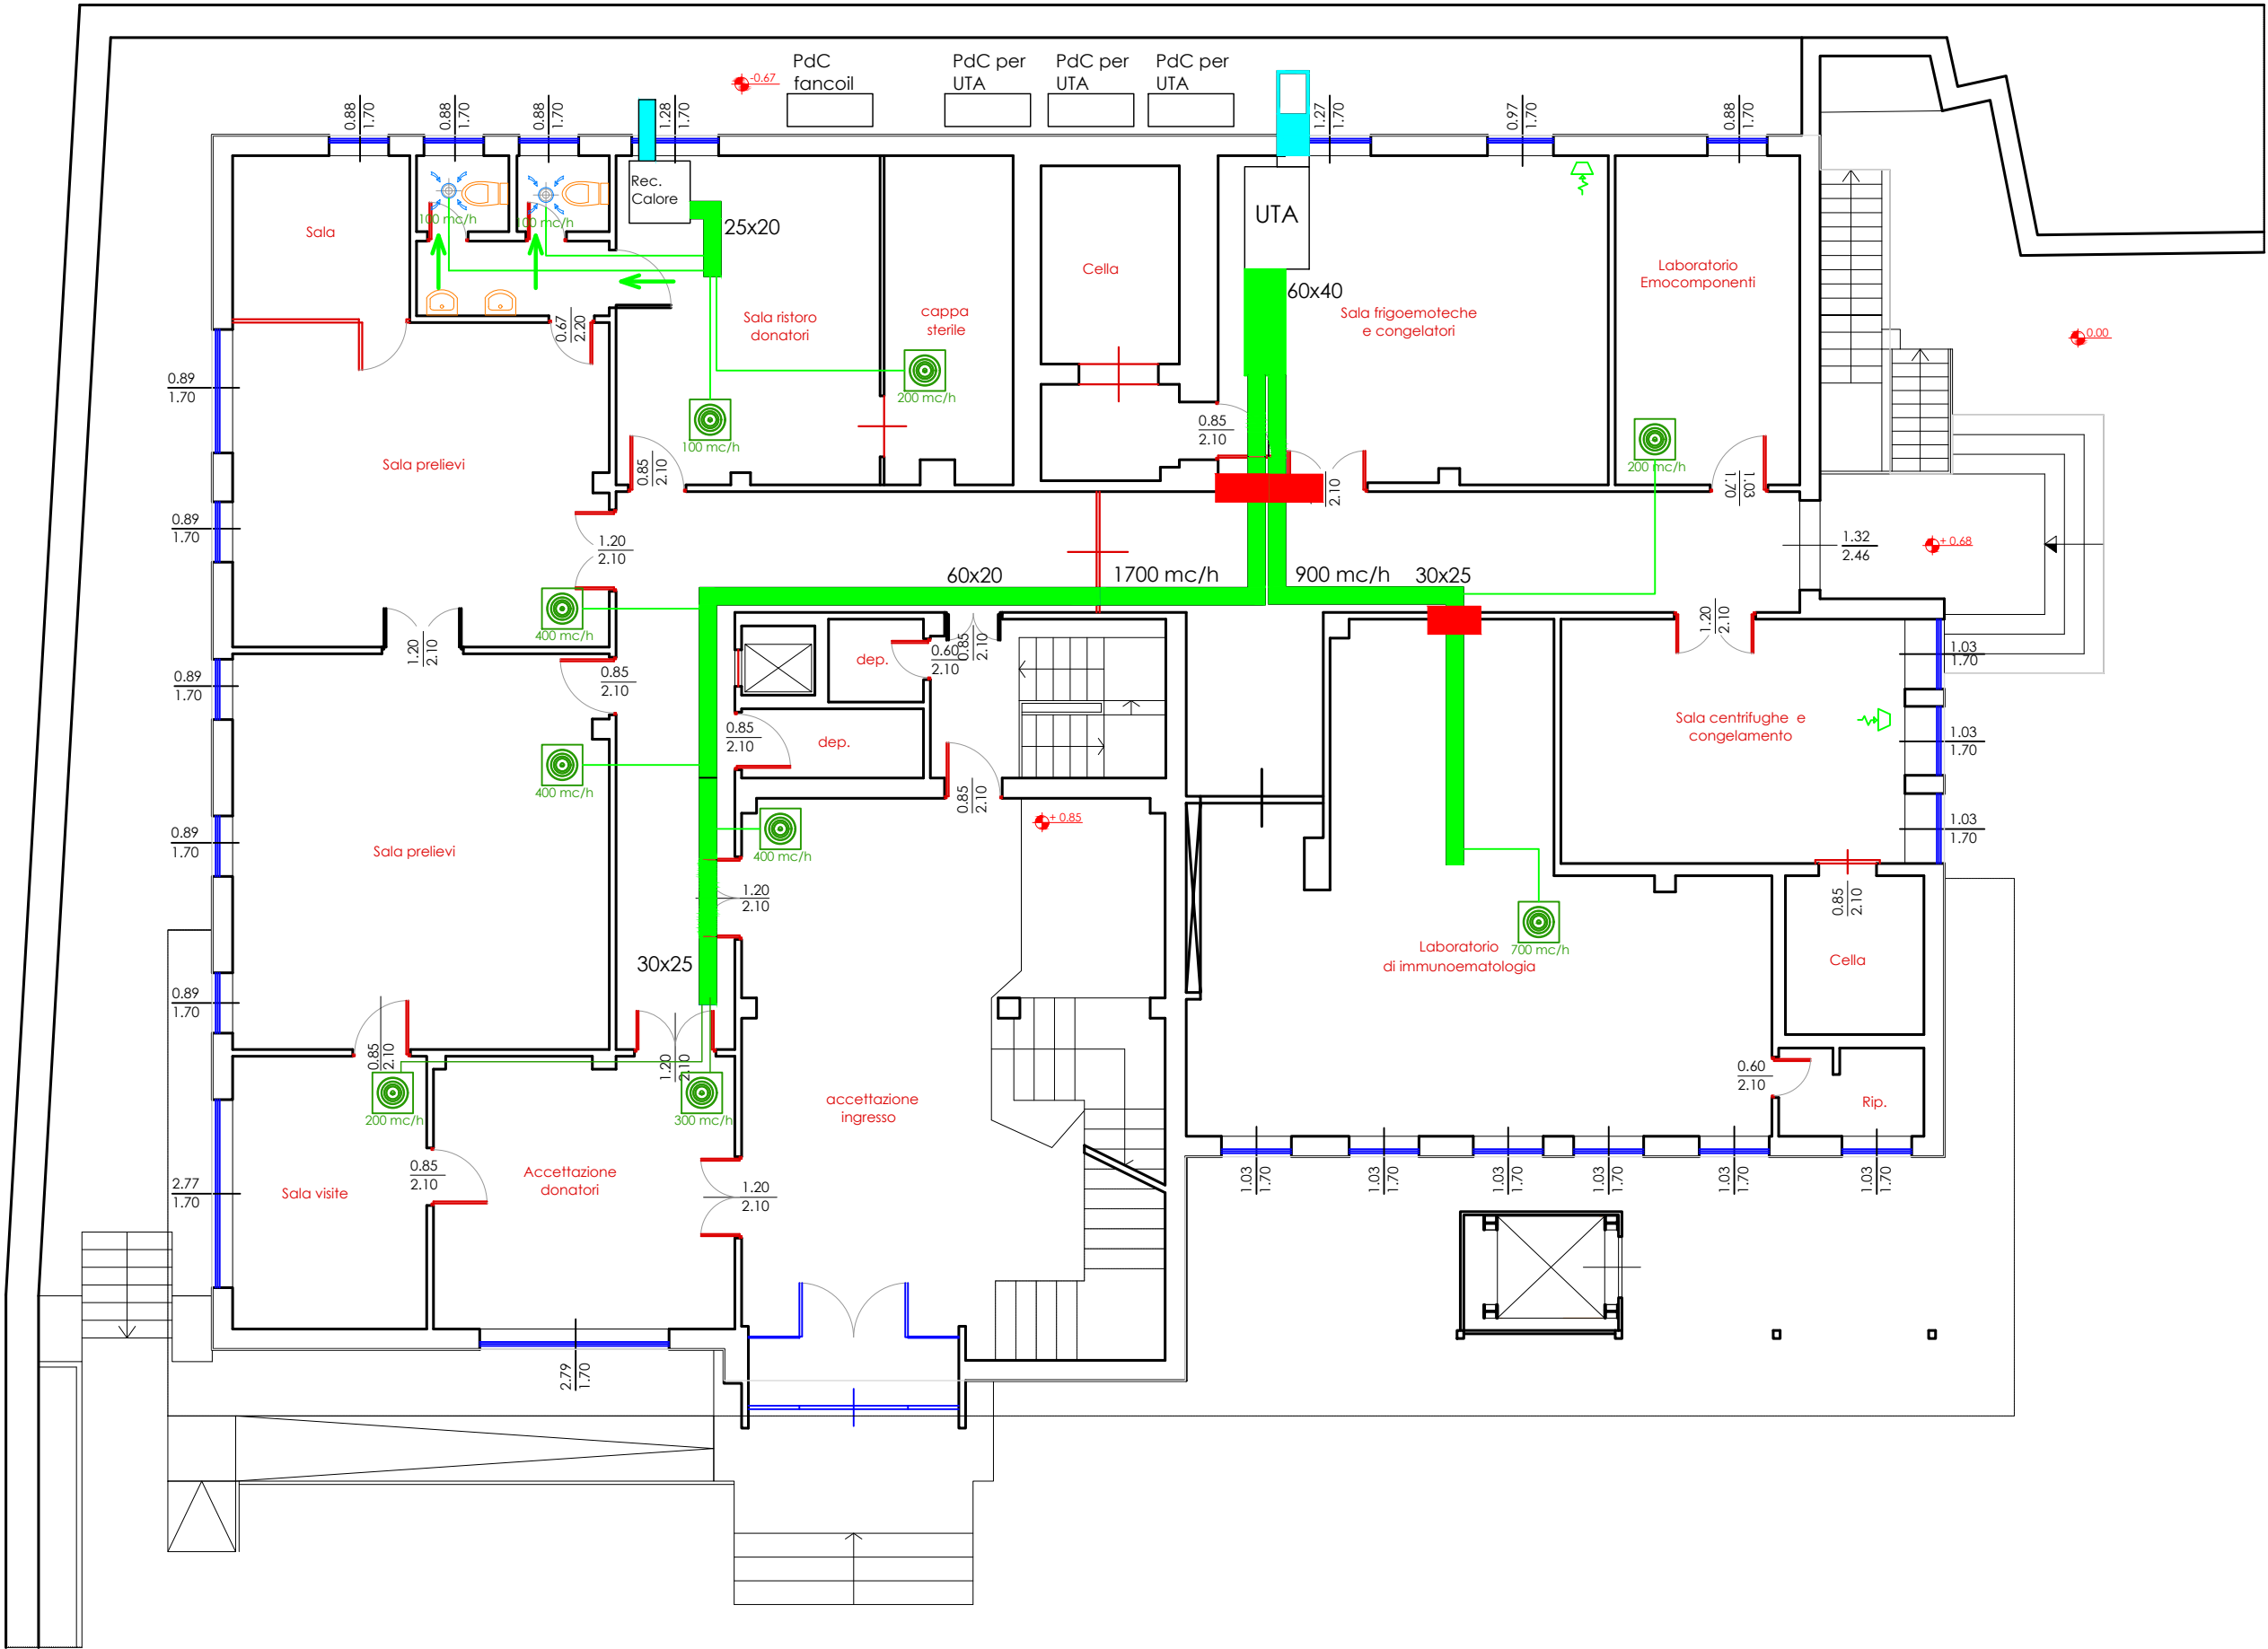 PdC
fancoil
PdC per
UTA
PdC per
UTA
PdC per
UTA
-0.67
0.88
1.70
0.88
1.70
0.88
1.70
1.28
1.70
1.27
1.70
0.97
1.70
0.88
1.70
Rec.
Calore
100 mc/h
100 mc/h
25x20
UTA
Sala
Cella
60x40
Laboratorio
Emocomponenti
Sala ristoro
donatori
cappa
sterile
Sala frigoemoteche
e congelatori
0.67
2.20
0.00
0.89
1.70
200 mc/h
100 mc/h
0.85
2.10
200 mc/h
Sala prelievi
0.85
2.10
2.10
1.03
1.70
0.89
1.70
1.20
2.10
1.32
2.46
+ 0.68
60x20
1700 mc/h
900 mc/h
30x25
400 mc/h
1.20
2.10
0.85
2.10
0.60
2.10
0.85
2.10
dep.
1.20
2.10
1.03
1.70
0.89
1.70
0.85
2.10
dep.
Sala centrifughe e
congelamento
1.03
1.70
400 mc/h
0.85
2.10
+ 0.85
1.03
1.70
0.89
1.70
Sala prelievi
400 mc/h
1.20
2.10
0.85
2.10
30x25
Laboratorio
di immunoematologia
700 mc/h
Cella
0.89
1.70
0.85
2.10
1.20
2.10
200 mc/h
300 mc/h
accettazione
ingresso
0.60
2.10
Rip.
2.77
1.70
Sala visite
0.85
2.10
Accettazione
donatori
1.20
2.10
1.03
1.70
1.03
1.70
1.03
1.70
1.03
1.70
1.03
1.70
1.03
1.70
2.79
1.70